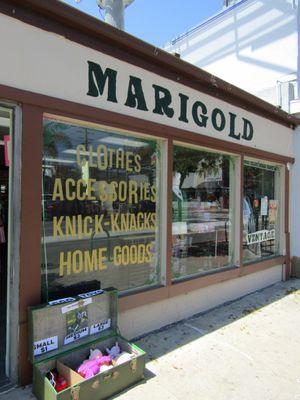 MARIGOLD
CLOTHES
ACCESSORIES
KNICK-KNACKS
HOME GOODS
VINTAGE
SMALL
$1